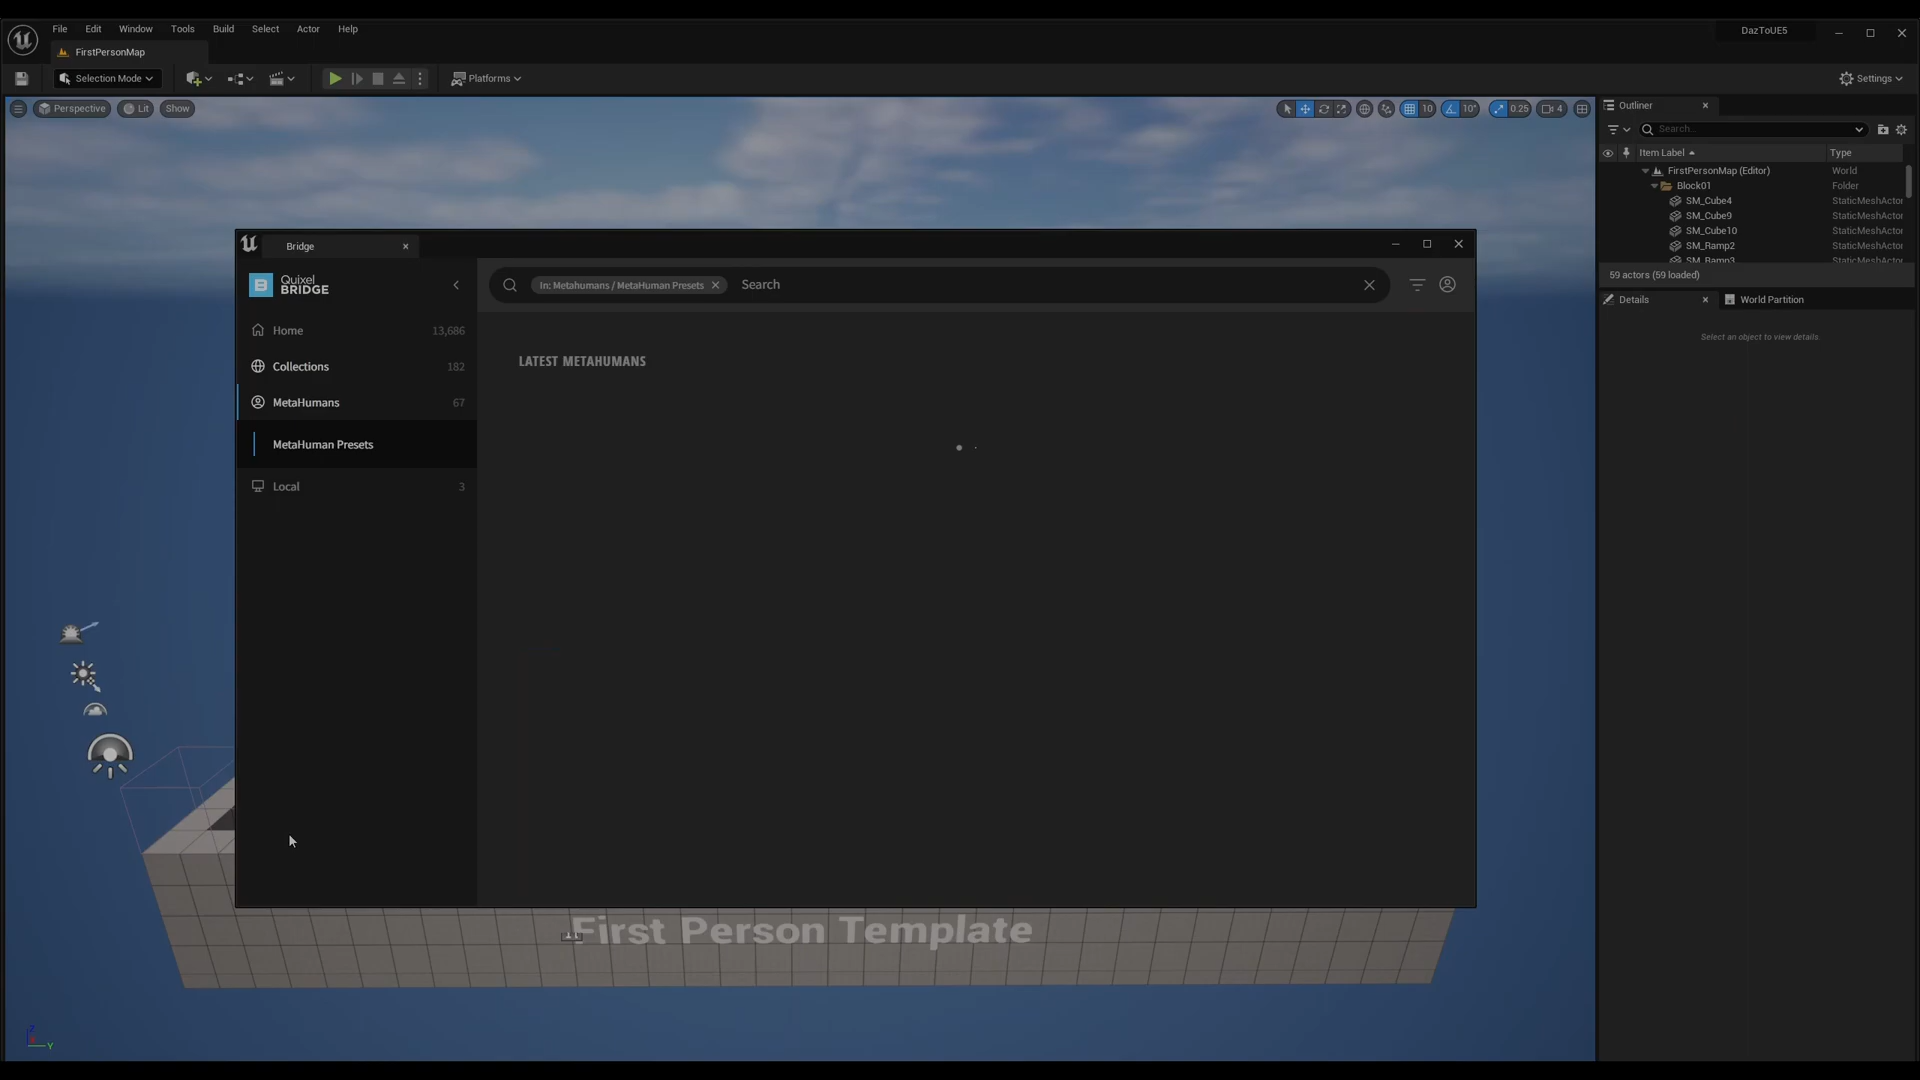 File Edit Window Tools Build Select Actor Help
DazToUE5
FirstPersonMap
Selection Mode
Platforms
Settings
Perspective Lit Show
10 10° 0.25 4
Outliner
Search...
Item Label Type
FirstPersonMap (Editor) World
Block01 Folder
SM_Cube4 StaticMeshActor
SM_Cube9 StaticMeshActor
SM_Cube10 StaticMeshActor
SM_Ramp2 StaticMeshActor
SM_Ramp3 StaticMeshActor
59 actors (59 loaded)
Details World Partition
Select an object to view details.
Bridge
Quixel
BRIDGE
In: Metahumans / MetaHuman Presets Search
Home 13,686
Collections 182
MetaHumans 67
MetaHuman Presets
Local 3
LATEST METAHUMANS
First Person Template
Z
Y